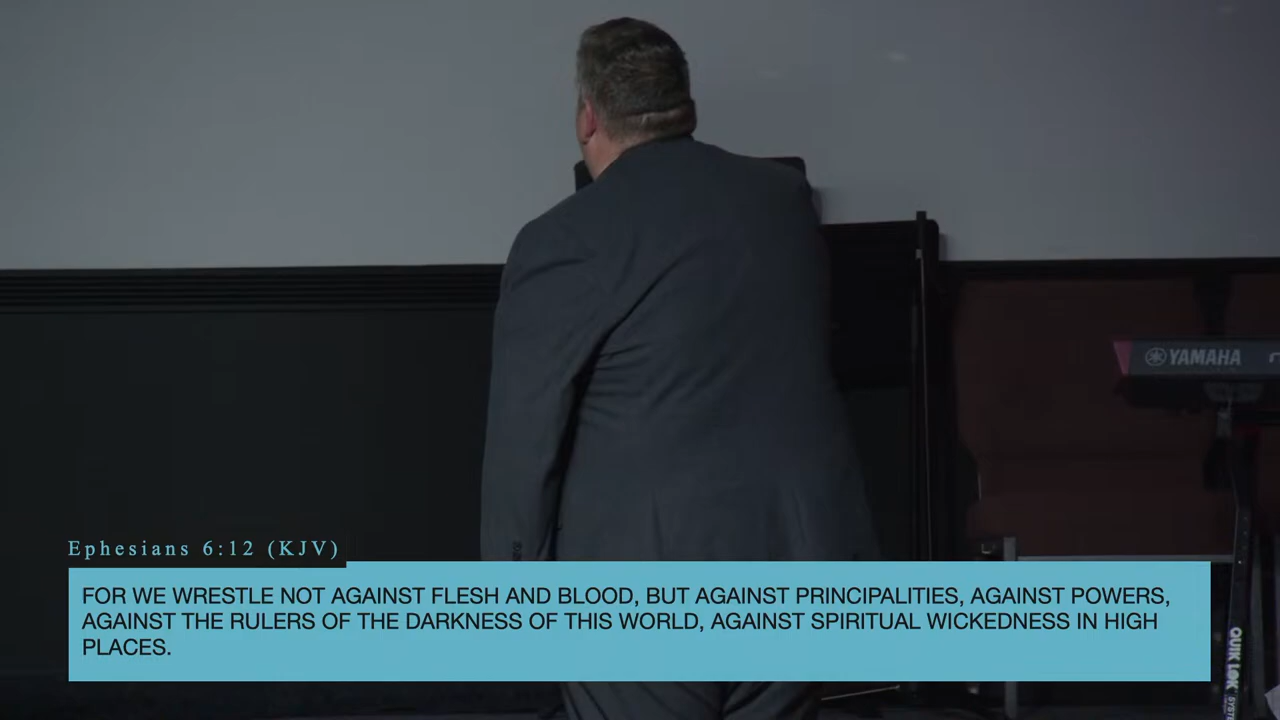 YAMAHA
Ephesians 6:12 (KJV)
FOR WE WRESTLE NOT AGAINST FLESH AND BLOOD, BUT AGAINST PRINCIPALITIES, AGAINST POWERS,
AGAINST THE RULERS OF THE DARKNESS OF THIS WORLD, AGAINST SPIRITUAL WICKEDNESS IN HIGH
PLACES.
QUIK LOK